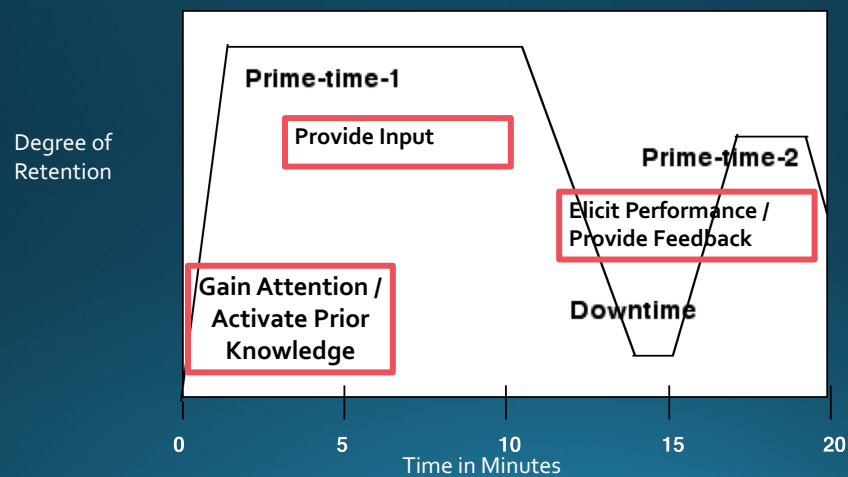 Prime-time-1
Provide Input
Degree of
Retention
Prime-time-2
Elicit Performance /
Provide Feedback
Gain Attention /
Activate Prior
Knowledge
Downtime
0
5
10
15
20
Time in Minutes